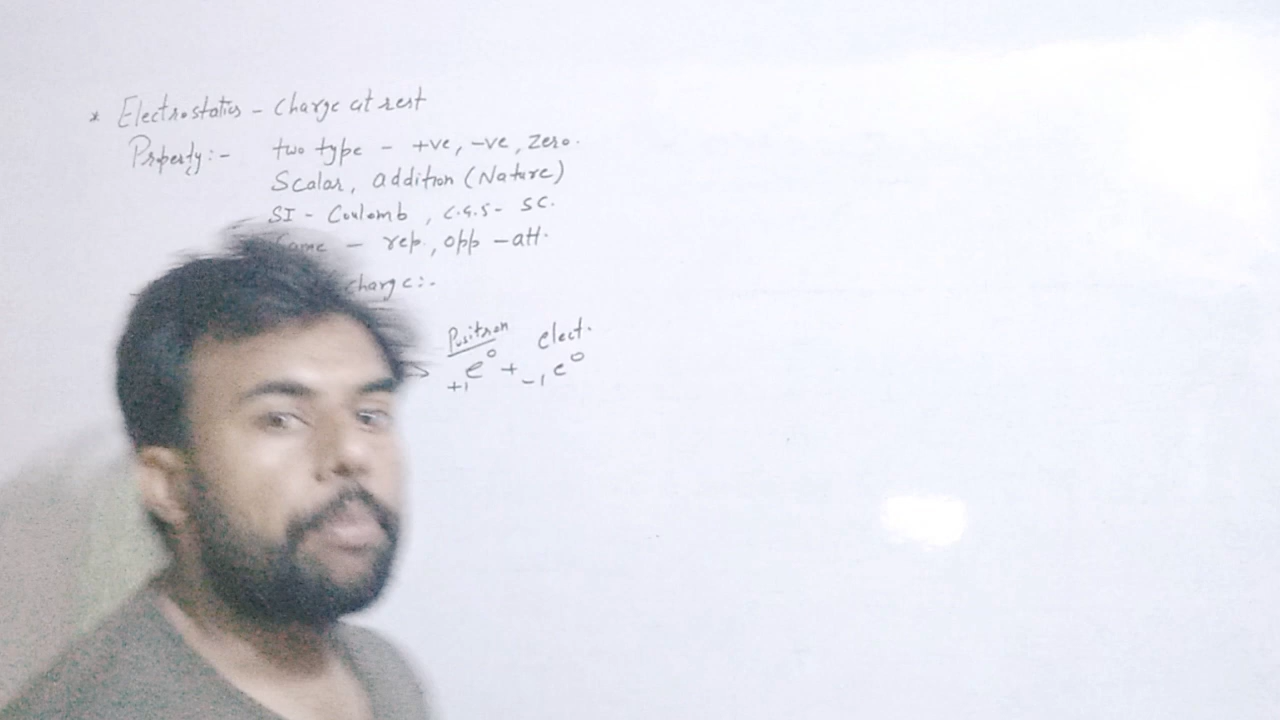 * Electrostatics - Charge at rest
Property:- two type - +ve, -ve, Zero.
Scalar, addition (Nature)
SI - Coulomb, C.G.S - SC.
Same - rep., opp - att.
charge:-
Positron elect.
→ +1e⁰ + -1e⁰